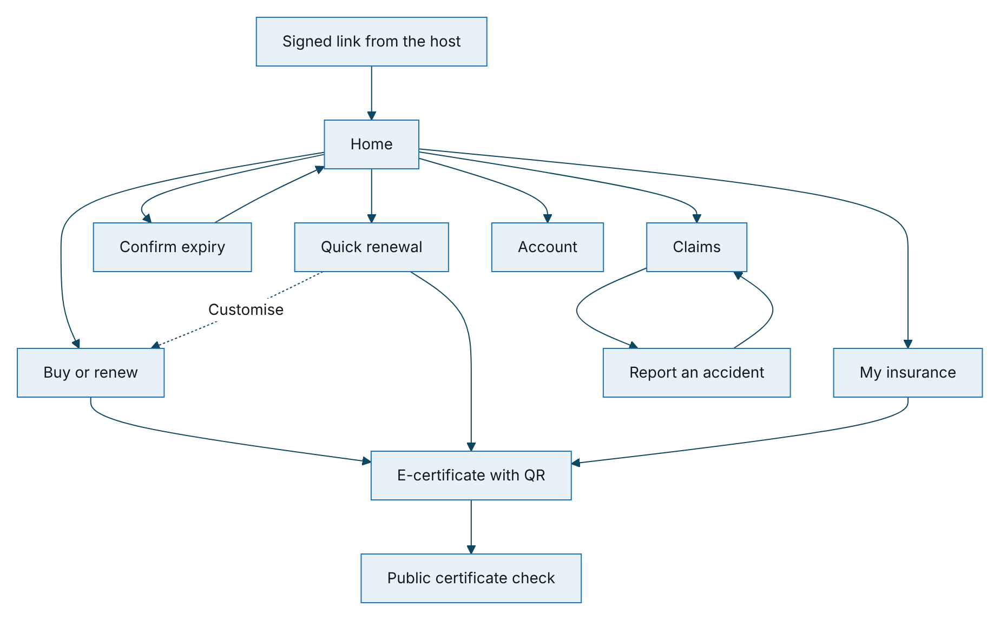 Signed link from the host
Home
Confirm expiry
Quick renewal
Account
Claims
Customise
Buy or renew
Report an accident
My insurance
E-certificate with QR
Public certificate check